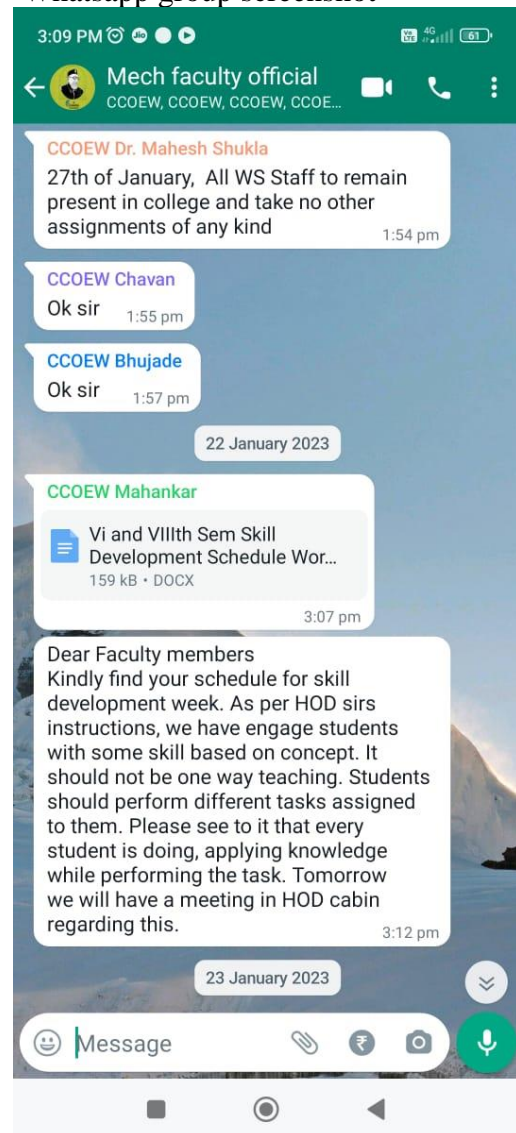 Whatsapp group screenshot
3:09 PM
Vo LTE 4G 61
Mech faculty official
CCOEW, CCOEW, CCOEW, CCOE...
CCOEW Dr. Mahesh Shukla
27th of January, All WS Staff to remain
present in college and take no other
assignments of any kind
1:54 pm
CCOEW Chavan
Ok sir 1:55 pm
CCOEW Bhujade
Ok sir 1:57 pm
22 January 2023
CCOEW Mahankar
Vi and VIIIth Sem Skill
Development Schedule Wor...
159 kB • DOCX
3:07 pm
Dear Faculty members
Kindly find your schedule for skill
development week. As per HOD sirs
instructions, we have engage students
with some skill based on concept. It
should not be one way teaching. Students
should perform different tasks assigned
to them. Please see to it that every
student is doing, applying knowledge
while performing the task. Tomorrow
we will have a meeting in HOD cabin
regarding this.
3:12 pm
23 January 2023
Message
₹